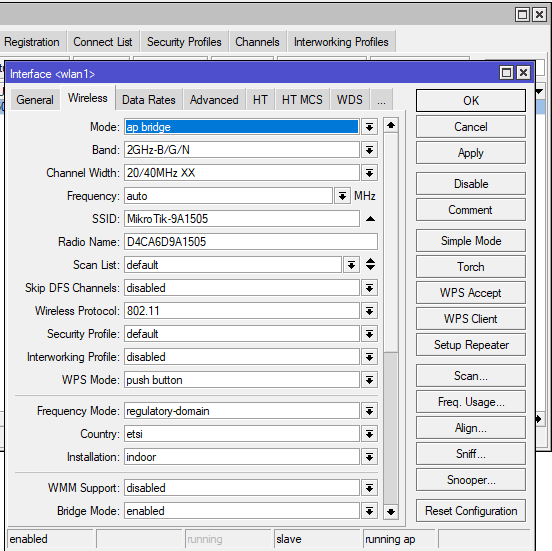 Registration Connect List Security Profiles Channels Interworking Profiles
Interface <wlan1>
General Wireless Data Rates Advanced HT HT MCS WDS ...
Mode: ap bridge
Band: 2GHz-B/G/N
Channel Width: 20/40MHz XX
Frequency: auto MHz
SSID: MikroTik-9A1505
Radio Name: D4CA6D9A1505
Scan List: default
Skip DFS Channels: disabled
Wireless Protocol: 802.11
Security Profile: default
Interworking Profile: disabled
WPS Mode: push button
Frequency Mode: regulatory-domain
Country: etsi
Installation: indoor
WMM Support: disabled
Bridge Mode: enabled
OK
Cancel
Apply
Disable
Comment
Simple Mode
Torch
WPS Accept
WPS Client
Setup Repeater
Scan...
Freq. Usage...
Align...
Sniff...
Snooper...
Reset Configuration
enabled running slave running ap